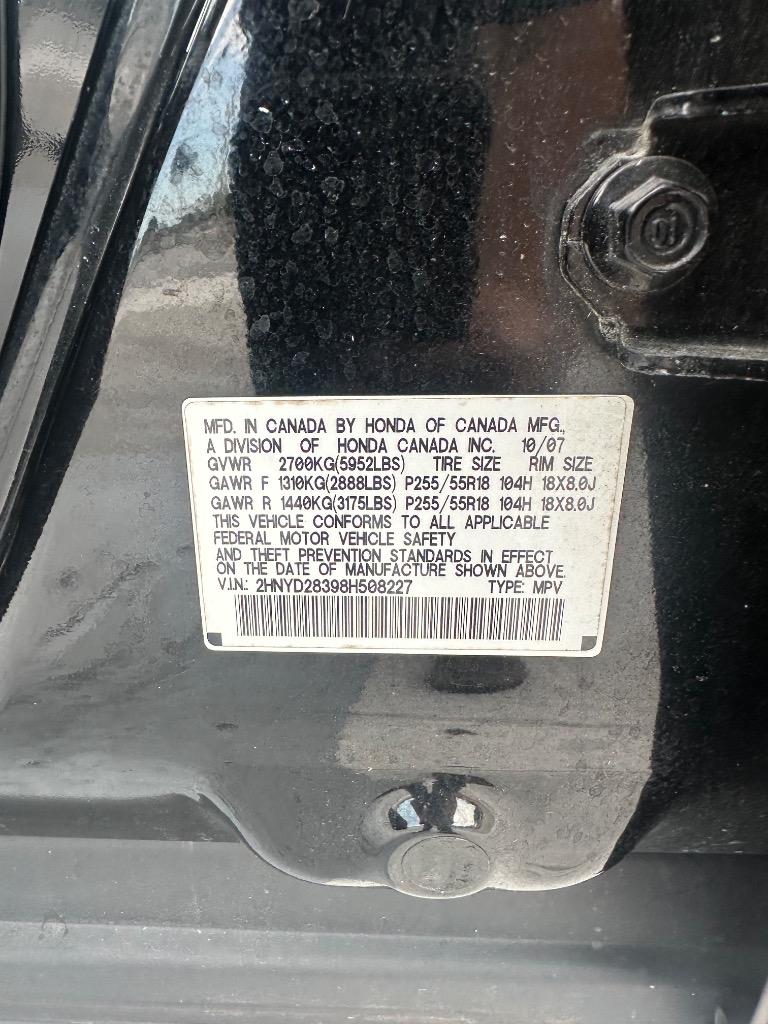 MFD. IN CANADA BY HONDA OF CANADA MFG.,
A DIVISION OF HONDA CANADA INC. 10/07
GVWR 2700KG(5952LBS) TIRE SIZE RIM SIZE
GAWR F 1310KG(2888LBS) P255/55R18 104H 18X8.0J
GAWR R 1440KG(3175LBS) P255/55R18 104H 18X8.0J
THIS VEHICLE CONFORMS TO ALL APPLICABLE
FEDERAL MOTOR VEHICLE SAFETY
AND THEFT PREVENTION STANDARDS IN EFFECT
ON THE DATE OF MANUFACTURE SHOWN ABOVE.
V.I.N.: 2HNYD28398H508227 TYPE: MPV